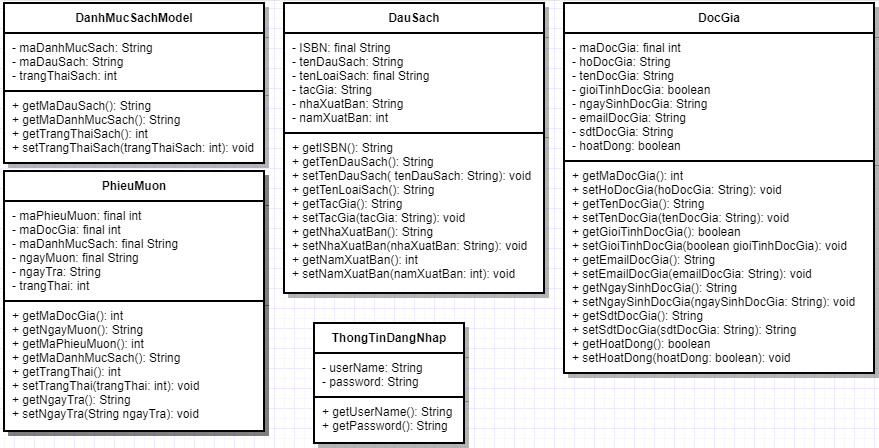 DanhMucSachModel
- maDanhMucSach: String
- maDauSach: String
- trangThaiSach: int
+ getMaDauSach(): String
+ getMaDanhMucSach(): String
+ getTrangThaiSach(): int
+ setTrangThaiSach(trangThaiSach: int): void
PhieuMuon
- maPhieuMuon: final int
- maDocGia: final int
- maDanhMucSach: final String
- ngayMuon: final String
- ngayTra: String
- trangThai: int
+ getMaDocGia(): int
+ getNgayMuon(): String
+ getMaPhieuMuon(): int
+ getMaDanhMucSach(): String
+ getTrangThai(): int
+ setTrangThai(trangThai: int): void
+ getNgayTra(): String
+ setNgayTra(String ngayTra): void
DauSach
- ISBN: final String
- tenDauSach: String
- tenLoaiSach: final String
- tacGia: String
- nhaXuatBan: String
- namXuatBan: int
+ getISBN(): String
+ getTenDauSach(): String
+ setTenDauSach( tenDauSach: String): void
+ getTenLoaiSach(): String
+ getTacGia(): String
+ setTacGia(tacGia: String): void
+ getNhaXuatBan(): String
+ setNhaXuatBan(nhaXuatBan: String): void
+ getNamXuatBan(): int
+ setNamXuatBan(namXuatBan: int): void
ThongTinDangNhap
- userName: String
- password: String
+ getUserName(): String
+ getPassword(): String
DocGia
- maDocGia: final int
- hoDocGia: String
- tenDocGia: String
- gioiTinhDocGia: boolean
- ngaySinhDocGia: String
- emailDocGia: String
- sdtDocGia: String
- hoatDong: boolean
+ getMaDocGia(): int
+ setHoDocGia(hoDocGia: String): void
+ getTenDocGia(): String
+ setTenDocGia(tenDocGia: String): void
+ getGioiTinhDocGia(): boolean
+ setGioiTinhDocGia(boolean gioiTinhDocGia): void
+ getEmailDocGia(): String
+ setEmailDocGia(emailDocGia: String): void
+ getNgaySinhDocGia(): String
+ setNgaySinhDocGia(ngaySinhDocGia: String): void
+ getSdtDocGia(): String
+ setSdtDocGia(sdtDocGia: String): String
+ getHoatDong(): boolean
+ setHoatDong(hoatDong: boolean): void